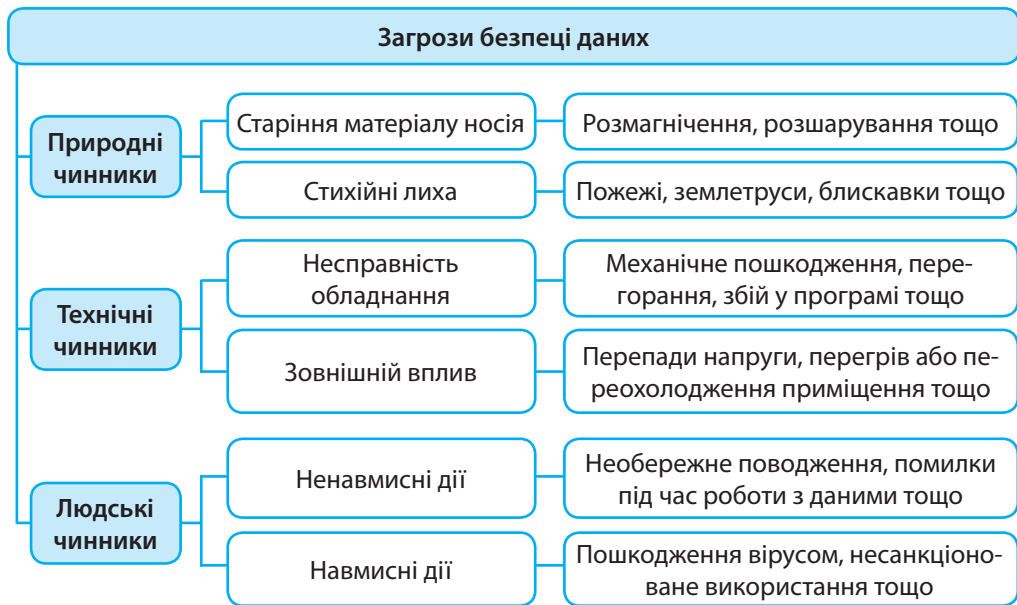 Загрози безпеці даних
Природні
чинники
Старіння матеріалу носія
Розмагнічення, розшарування тощо
Стихійні лиха
Пожежі, землетруси, блискавки тощо
Технічні
чинники
Несправність
обладнання
Механічне пошкодження, пере-
горання, збій у програмі тощо
Зовнішній вплив
Перепади напруги, перегрів або пе-
реохолодження приміщення тощо
Людські
чинники
Ненавмисні дії
Необережне поводження, помилки
під час роботи з даними тощо
Навмисні дії
Пошкодження вірусом, несанкціоно-
ване використання тощо